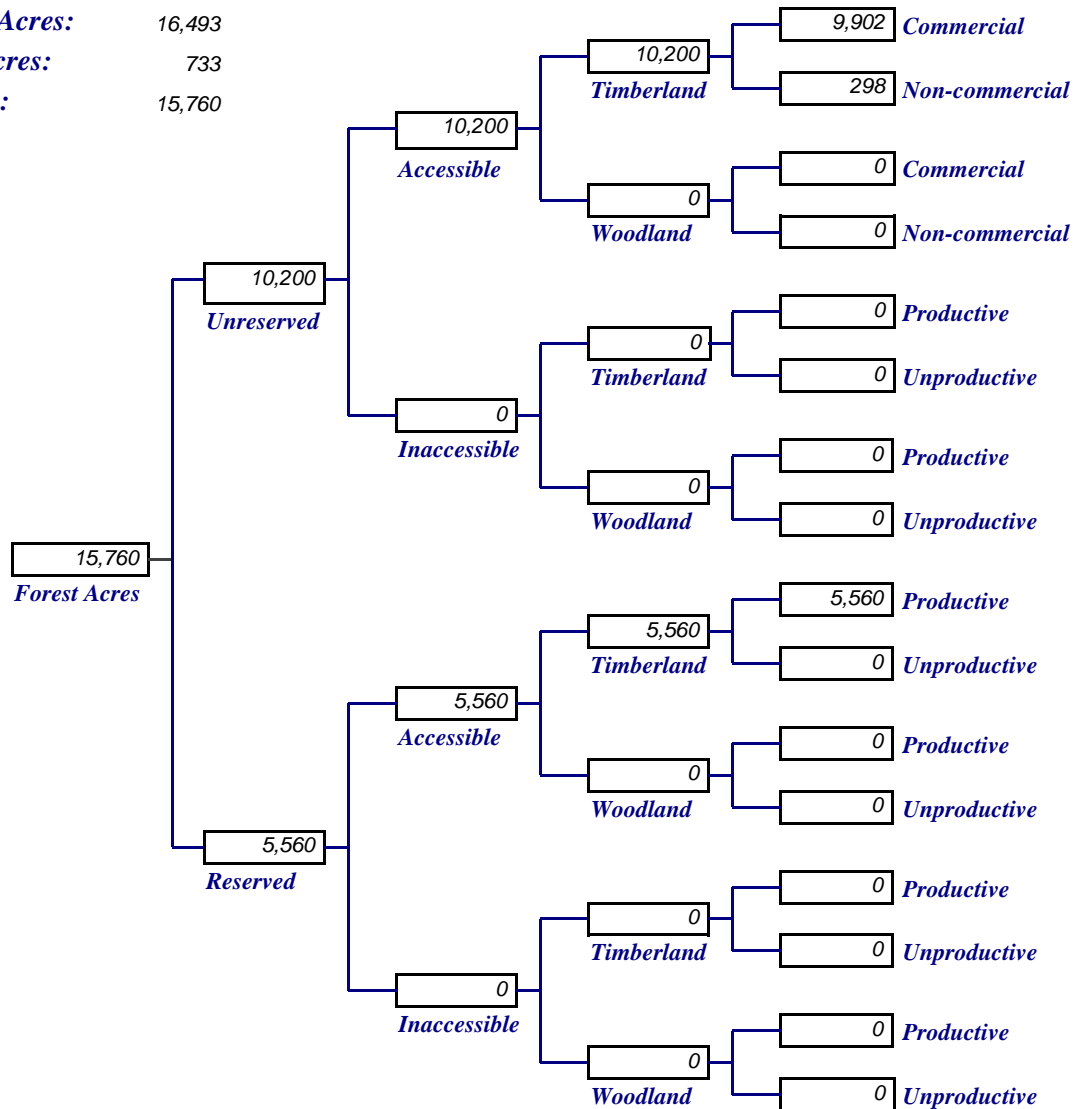 Acres: 16,493
cres: 733
: 15,760
9,902 Commercial
10,200
Timberland
298 Non-commercial
10,200
Accessible
0 Commercial
0
Woodland
0 Non-commercial
10,200
Unreserved
0 Productive
0
Timberland
0 Unproductive
0
Inaccessible
0 Productive
0
Woodland
0 Unproductive
15,760
Forest Acres
5,560 Productive
5,560
Timberland
0 Unproductive
5,560
Accessible
0 Productive
0
Woodland
0 Unproductive
5,560
Reserved
0 Productive
0
Timberland
0 Unproductive
0
Inaccessible
0 Productive
0
Woodland
0 Unproductive